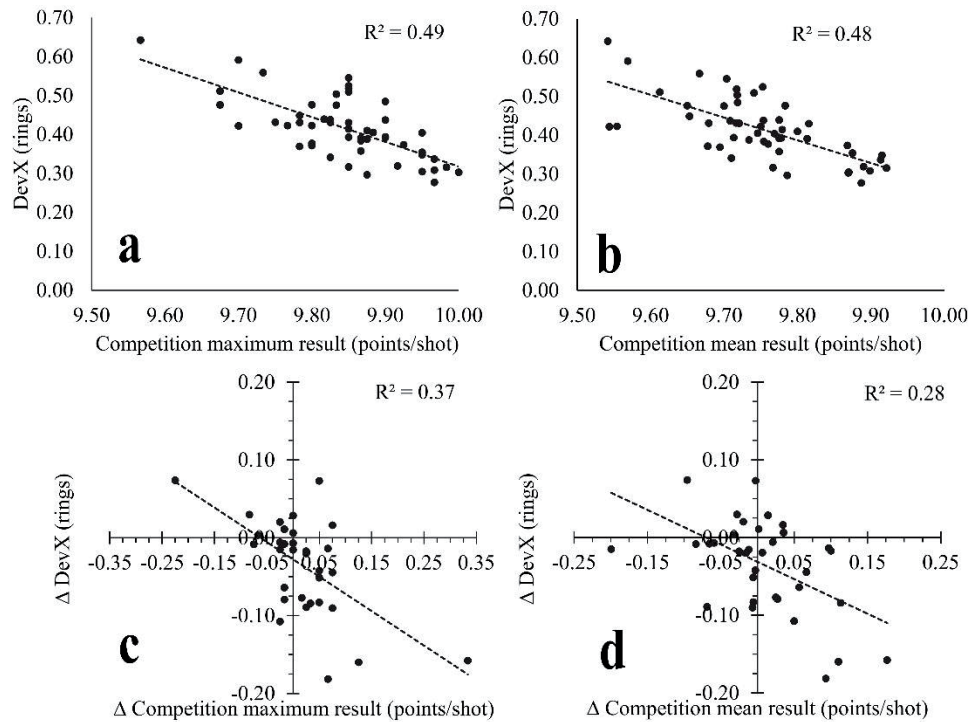 0.70
R² = 0.49
0.60
0.50
0.40
0.30
0.20
0.10
0.00
DevX (rings)
a
9.50 9.60 9.70 9.80 9.90 10.00
Competition maximum result (points/shot)
0.70
R² = 0.48
0.60
0.50
0.40
0.30
0.20
0.10
0.00
DevX (rings)
b
9.50 9.60 9.70 9.80 9.90 10.00
Competition mean result (points/shot)
0.20
R² = 0.37
0.10
0.00
-0.10
-0.20
Δ DevX (rings)
-0.35 -0.25 -0.15 -0.05 0.05 0.15 0.25 0.35
c
Δ Competition maximum result (points/shot)
0.20
R² = 0.28
0.10
0.00
-0.10
-0.20
Δ DevX (rings)
-0.25 -0.15 -0.05 0.05 0.15 0.25
d
Δ Competition mean result (points/shot)